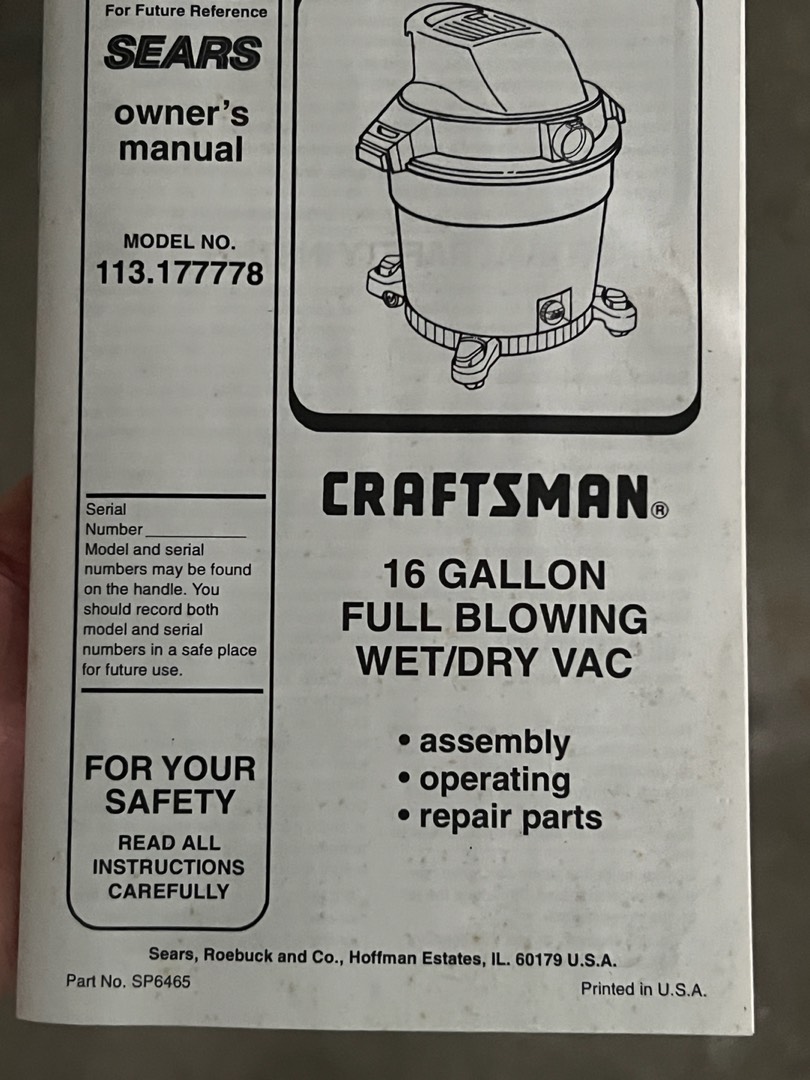 For Future Reference
SEARS
owner's
manual
MODEL NO.
113.177778
Serial
Number
Model and serial
numbers may be found
on the handle. You
should record both
model and serial
numbers in a safe place
for future use.
FOR YOUR
SAFETY
READ ALL
INSTRUCTIONS
CAREFULLY
CRAFTSMAN®
16 GALLON
FULL BLOWING
WET/DRY VAC
• assembly
• operating
• repair parts
Sears, Roebuck and Co., Hoffman Estates, IL. 60179 U.S.A.
Part No. SP6465
Printed in U.S.A.